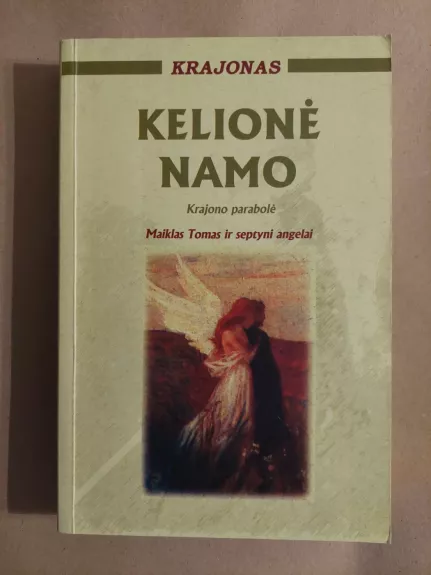 KRAJONAS
KELIONĖ
NAMO
Krajono parabolė
Maiklas Tomas ir septyni angelai